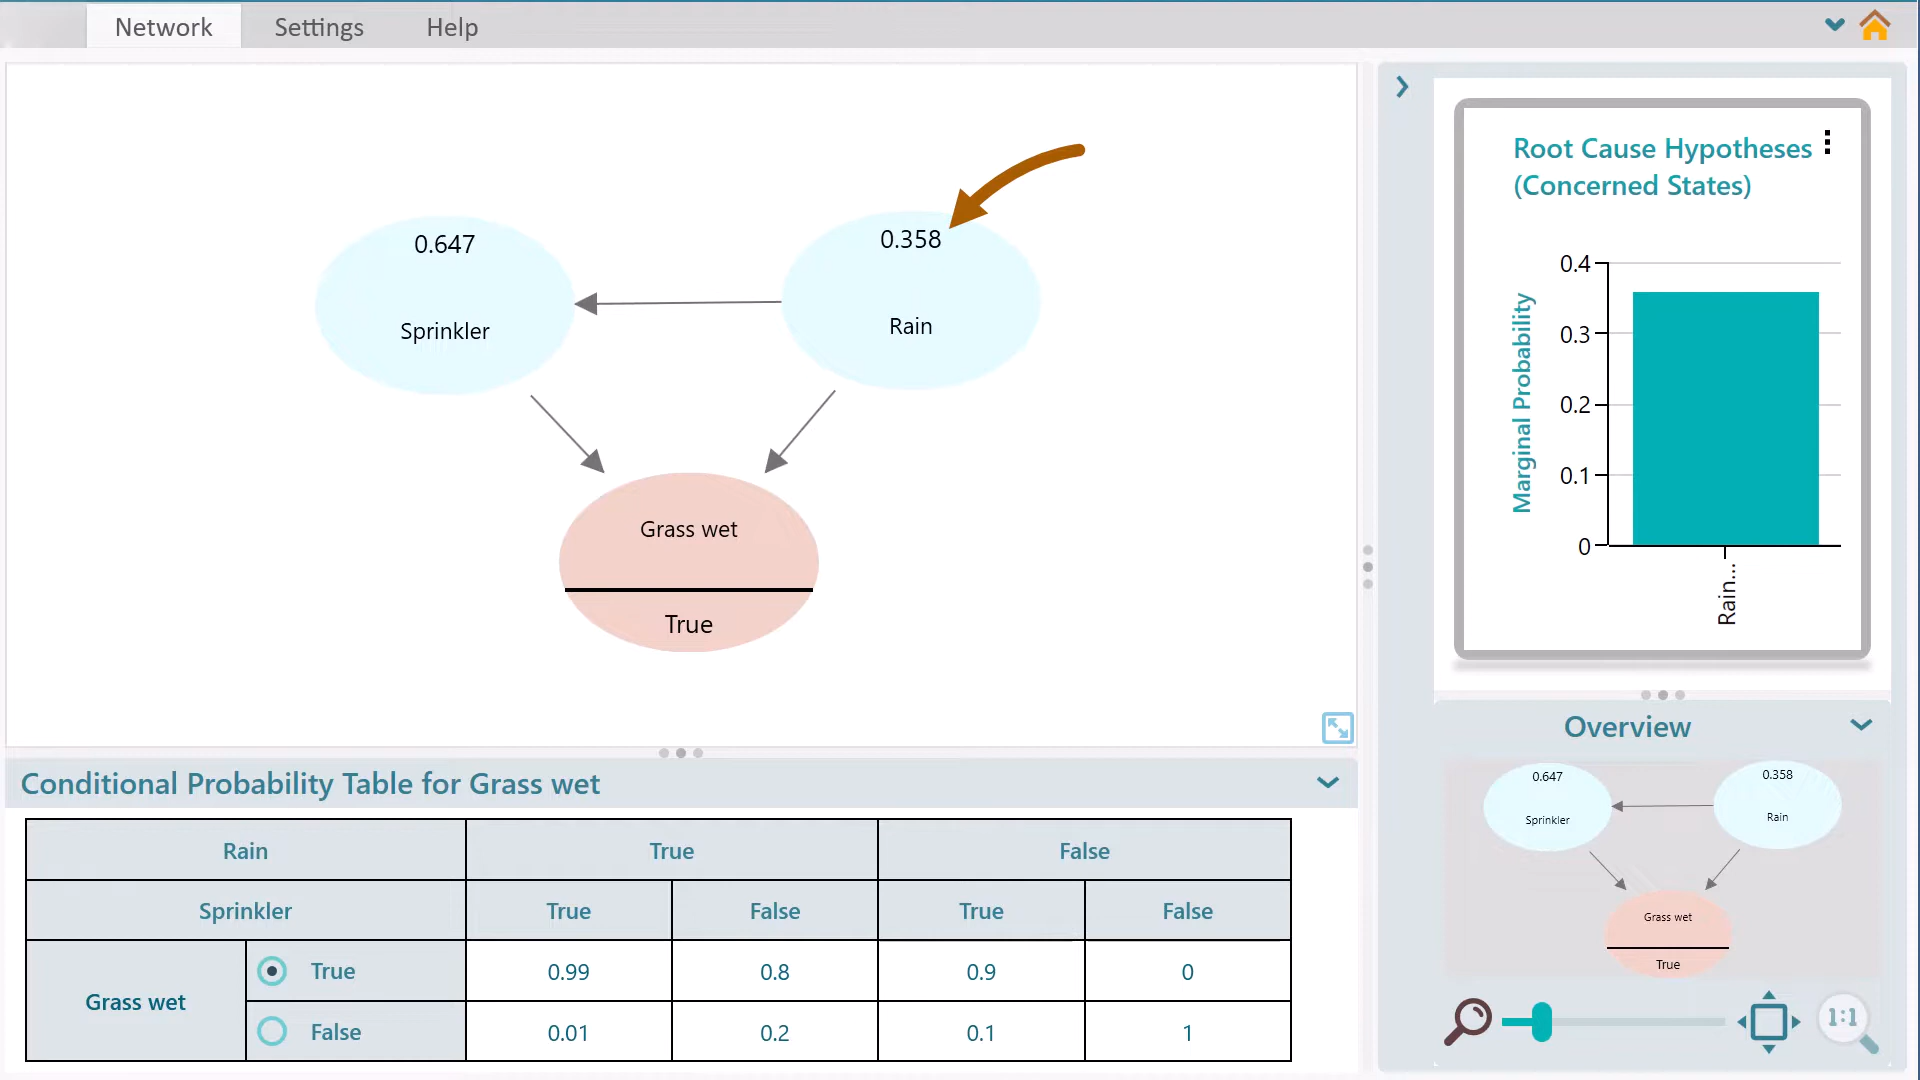 Network Settings Help
0.647
0.358
Sprinkler
Rain
Grass wet
True
Root Cause Hypotheses
(Concerned States)
Marginal Probability
0.4
0.3
0.2
0.1
0
Rain...
Conditional Probability Table for Grass wet
Rain True False
Sprinkler True False True False
Grass wet
True 0.99 0.8 0.9 0
False 0.01 0.2 0.1 1
Overview
0.647
0.358
Sprinkler
Rain
Grass wet
True
1:1